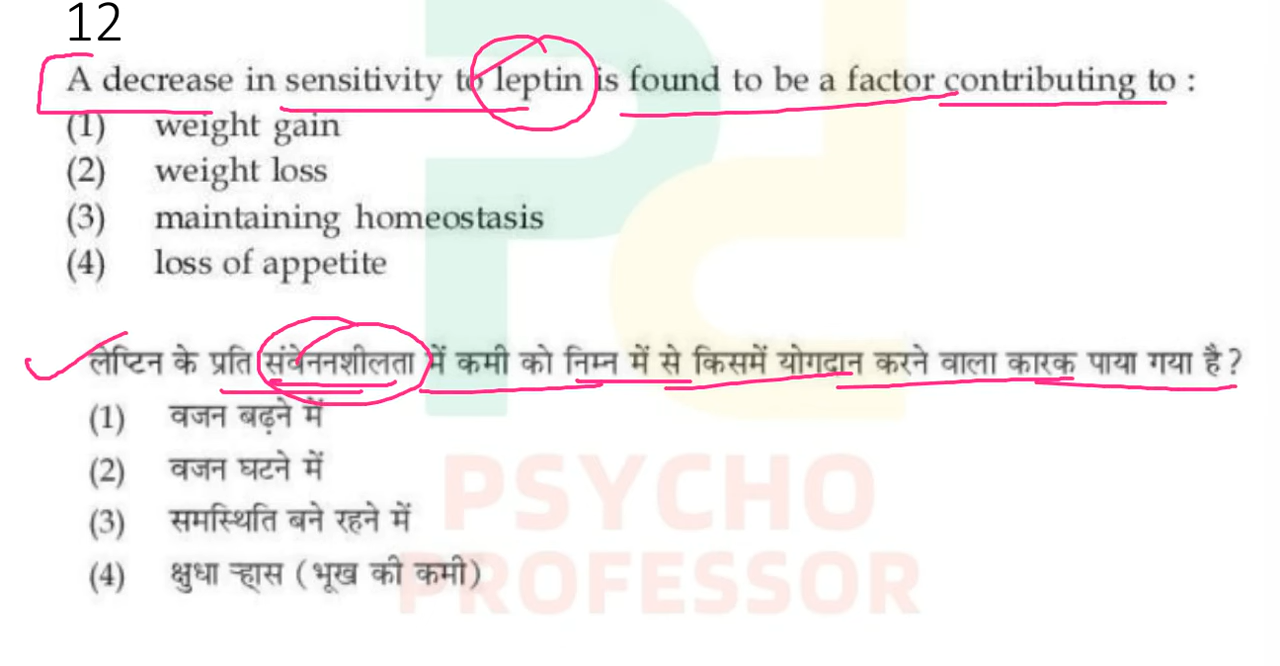 12
A decrease in sensitivity to leptin is found to be a factor contributing to :
(1) weight gain
(2) weight loss
(3) maintaining homeostasis
(4) loss of appetite
लेप्टिन के प्रति संवेननशीलता में कमी को निम्न में से किसमें योगदान करने वाला कारक पाया गया है ?
(1) वजन बढ़ने में
(2) वजन घटने में
(3) समस्थिति बने रहने में
(4) क्षुधा ऱ्हास (भूख की कमी)
PSYCHO
PROFESSOR